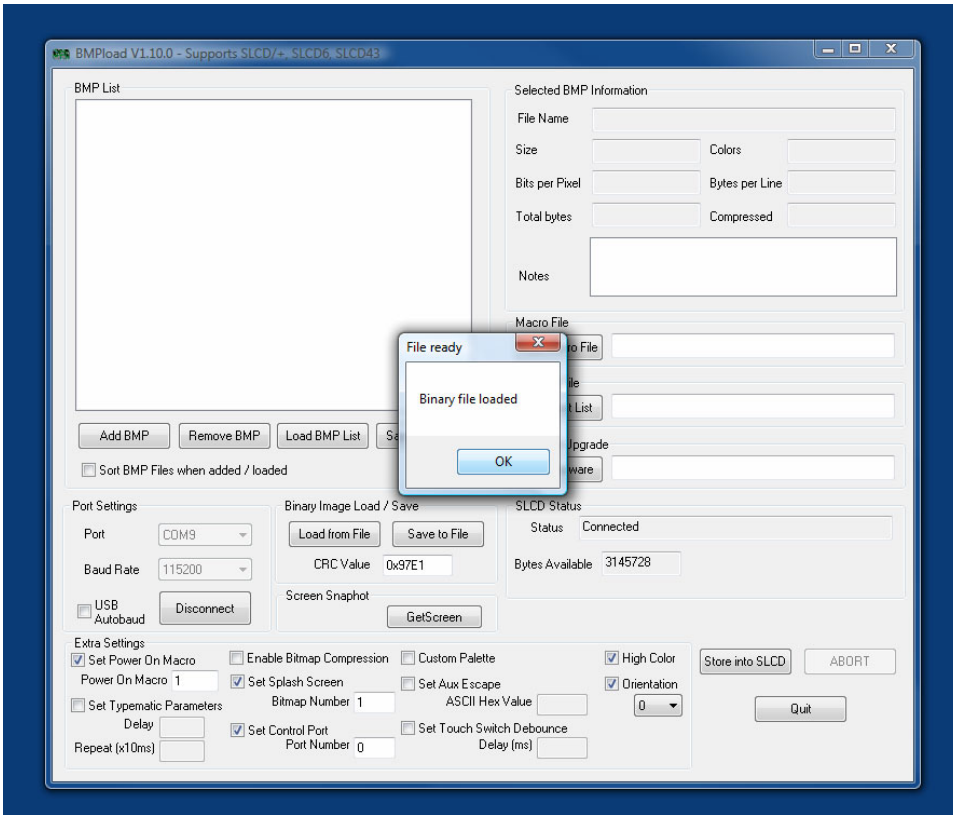 BMPload V1.10.0 - Supports SLCD/+, SLCD6, SLCD43
BMP List
Selected BMP Information
File Name
Size
Colors
Bits per Pixel
Bytes per Line
Total bytes
Compressed
Notes
Macro File
ro File
File ready
Binary file loaded
OK
ile
t List
Add BMP
Remove BMP
Load BMP List
Sa
Upgrade
ware
Sort BMP Files when added / loaded
Port Settings
Port
COM9
Baud Rate
115200
USB
Autobaud
Disconnect
Binary Image Load / Save
Load from File
Save to File
CRC Value
0x97E1
Screen Snaphot
GetScreen
SLCD Status
Status
Connected
Bytes Available
3145728
Extra Settings
Set Power On Macro
Power On Macro
1
Set Typematic Parameters
Delay
Repeat (x10ms)
Enable Bitmap Compression
Set Splash Screen
Bitmap Number
1
Set Control Port
Port Number
0
Custom Palette
Set Aux Escape
ASCII Hex Value
Set Touch Switch Debounce
Delay (ms)
High Color
Orientation
0
Store into SLCD
ABORT
Quit